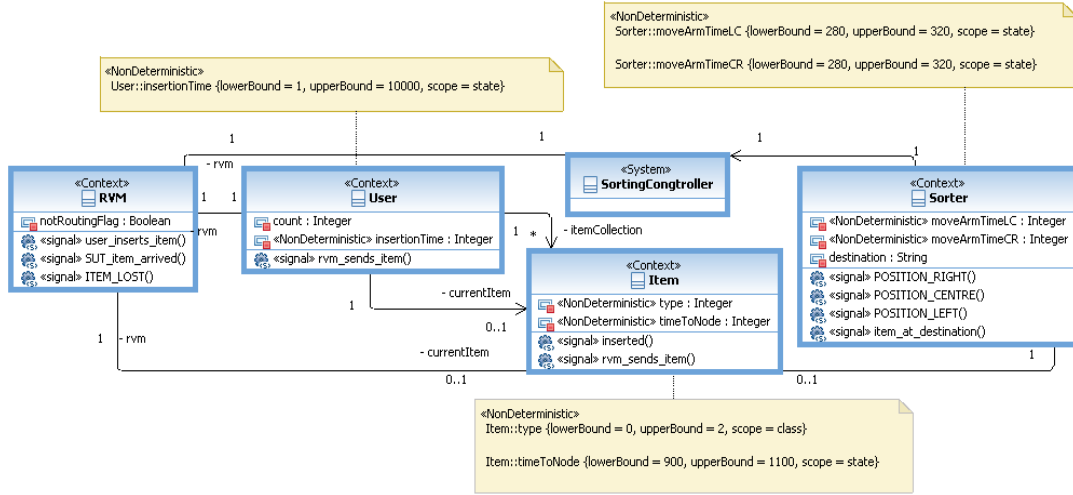 «NonDeterministic»
Sorter::moveArmTimeLC {lowerBound = 280, upperBound = 320, scope = state}
Sorter::moveArmTimeCR {lowerBound = 280, upperBound = 320, scope = state}
«NonDeterministic»
User::insertionTime {lowerBound = 1, upperBound = 10000, scope = state}
1
1
1
1
1
- rvm
«Context»
RVM
notRoutingFlag : Boolean
«signal» user_inserts_item()
«signal» SUT_item_arrived()
«signal» ITEM_LOST()
1
1
rvm
«Context»
User
count : Integer
«NonDeterministic» insertionTime : Integer
«signal» rvm_sends_item()
«System»
SortingCongtroller
«Context»
Sorter
«NonDeterministic» moveArmTimeLC : Integer
«NonDeterministic» moveArmTimeCR : Integer
destination : String
«signal» POSITION_RIGHT()
«signal» POSITION_CENTRE()
«signal» POSITION_LEFT()
«signal» item_at_destination()
1
*
- itemCollection
«Context»
Item
«NonDeterministic» type : Integer
«NonDeterministic» timeToNode : Integer
«signal» inserted()
«signal» rvm_sends_item()
- currentItem
1
0..1
1
- rvm
- currentItem
0..1
0..1
1
«NonDeterministic»
Item::type {lowerBound = 0, upperBound = 2, scope = class}
Item::timeToNode {lowerBound = 900, upperBound = 1100, scope = state}